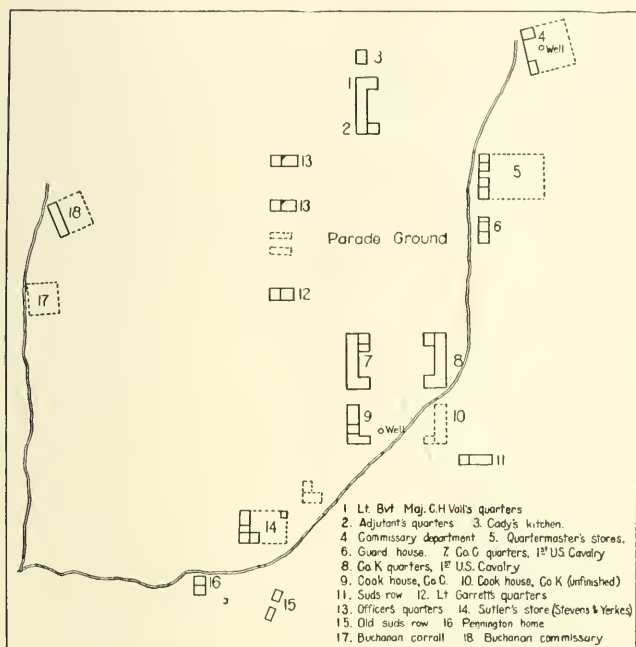 4
Well
3
1
2
13
5
13
18
6
Parade Ground
17
12
7
8
9
Well
10
11
14
16
15
1 Lt. Bvt Maj. C.H Vail's quarters
2. Adjutant's quarters 3. Cady's kitchen.
4 Commissary department 5. Quartermaster's stores.
6. Guard house. 7. Co. C quarters, 1st U.S. Cavalry
8. Co K quarters, 1st U.S. Cavalry
9. Cook house, Co C. 10. Cook house, Co K (unfinished)
11. Suds row 12. Lt Garrett's quarters
13. Officers quarters 14. Sutler's store (Stevens & Yerkes)
15. Old suds row 16 Pennington home
17. Buchanan corrall 18 Buchanan commissary